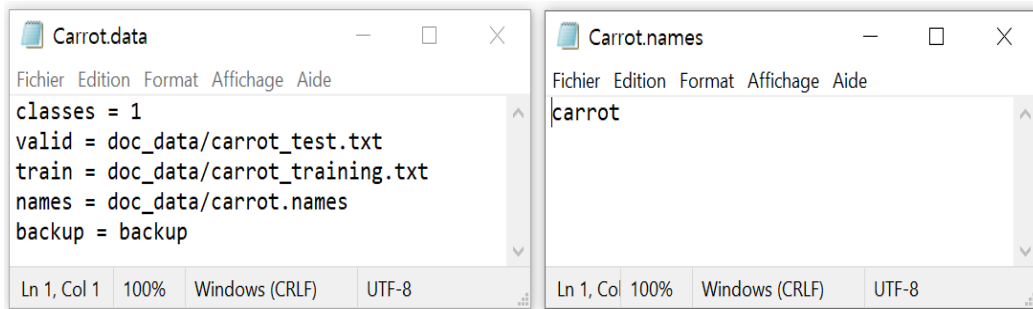 Carrot.data
Fichier Edition Format Affichage Aide
classes = 1
valid = doc_data/carrot_test.txt
train = doc_data/carrot_training.txt
names = doc_data/carrot.names
backup = backup
Ln 1, Col 1 100% Windows (CRLF) UTF-8
Carrot.names
Fichier Edition Format Affichage Aide
carrot
Ln 1, Col 100% Windows (CRLF) UTF-8